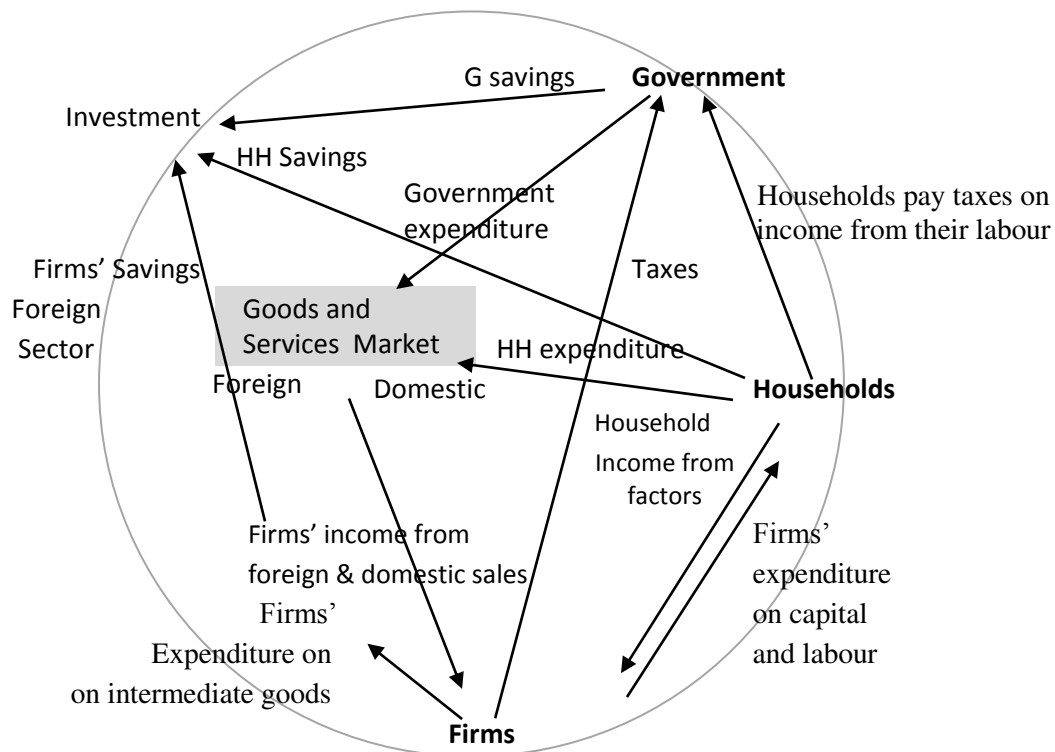 G savings
Government
Investment
HH Savings
Government
expenditure
Households pay taxes on
income from their labour
Firms' Savings
Foreign
Sector
Taxes
Goods and
Services Market
HH expenditure
Foreign
Domestic
Households
Household
Income from
factors
Firms' income from
foreign & domestic sales
Firms'
expenditure
on capital
and labour
Firms'
Expenditure on
on intermediate goods
Firms